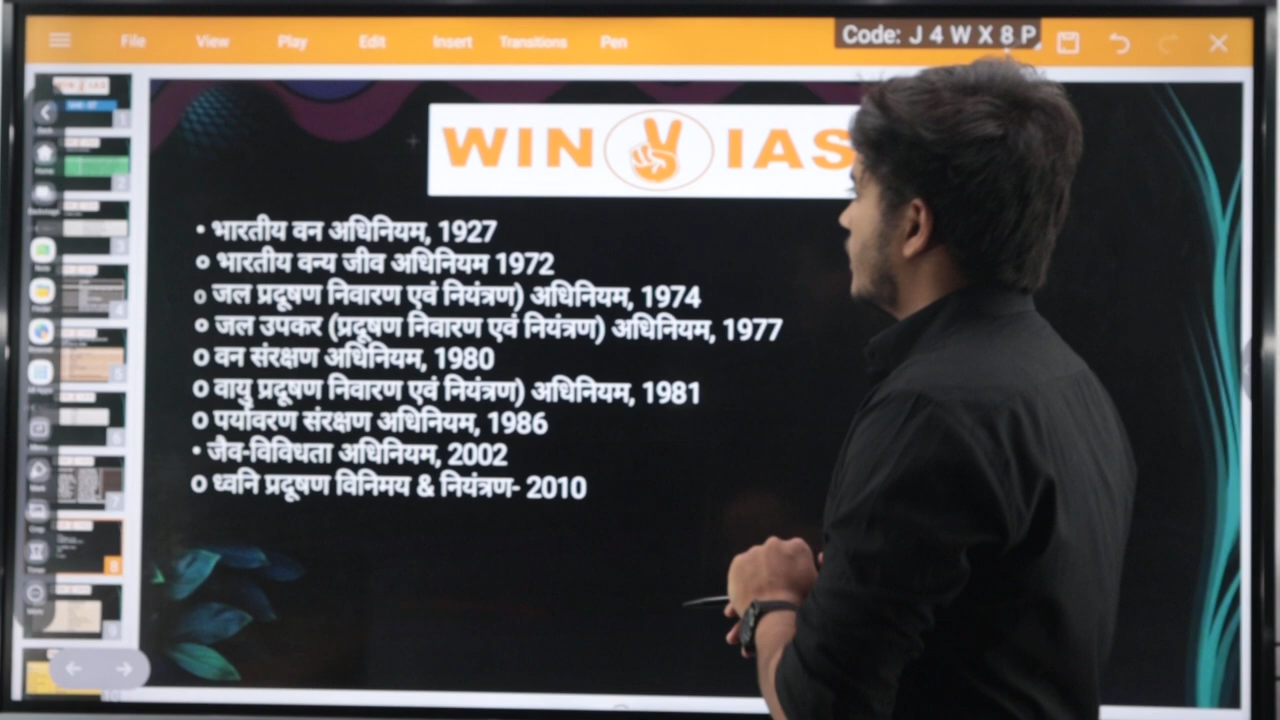 File View Play Edit Insert Transitions Pen
Code: J 4 W X 8 P
WIN IAS
• भारतीय वन अधिनियम, 1927
o भारतीय वन्य जीव अधिनियम 1972
o जल प्रदूषण निवारण एवं नियंत्रण) अधिनियम, 1974
o जल उपकर (प्रदूषण निवारण एवं नियंत्रण) अधिनियम, 1977
o वन संरक्षण अधिनियम, 1980
o वायु प्रदूषण निवारण एवं नियंत्रण) अधिनियम, 1981
o पर्यावरण संरक्षण अधिनियम, 1986
• जैव-विविधता अधिनियम, 2002
o ध्वनि प्रदूषण विनिमय & नियंत्रण- 2010